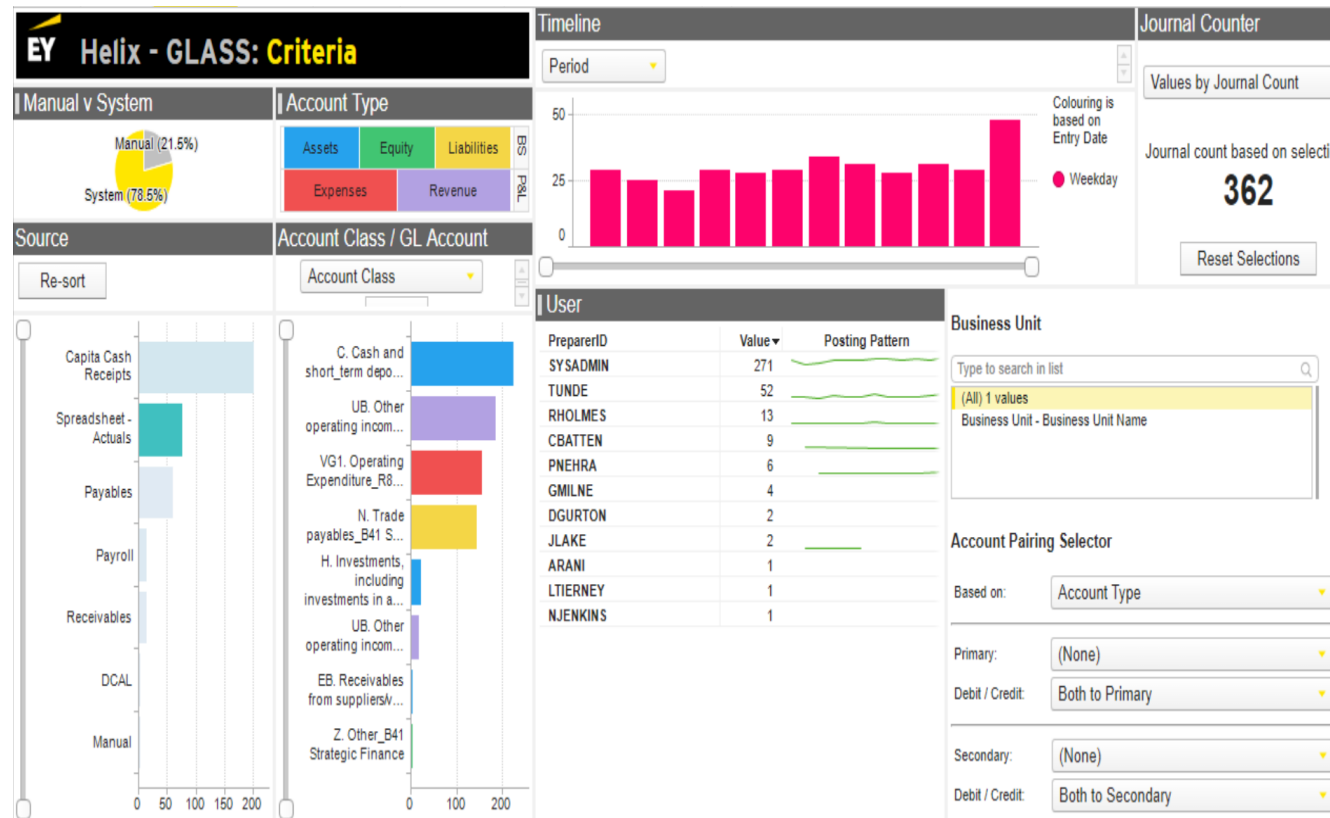 EY
Helix - GLASS: Criteria
Manual v System
Manual (21.5%)
System (78.5%)
Account Type
Assets
Equity
Liabilities
BS
Expenses
Revenue
P&L
Source
Re-sort
Account Class / GL Account
Account Class
Capita Cash
Receipts
Spreadsheet -
Actuals
Payables
Payroll
Receivables
DCAL
Manual
0 50 100 150 200
C. Cash and
short_term depo...
UB. Other
operating incom...
VG1. Operating
Expenditure_R8...
N. Trade
payables_B41 S...
H. Investments,
including
investments in a...
UB. Other
operating incom...
EB. Receivables
from suppliers/v...
Z. Other_B41
Strategic Finance
0 100 200
Timeline
Period
50
25
0
Colouring is
based on
Entry Date
Weekday
Journal Counter
Values by Journal Count
Journal count based on selecti
362
Reset Selections
User
PreparerID Value Posting Pattern
SYSADMIN 271
TUNDE 52
RHOLMES 13
CBATTEN 9
PNEHRA 6
GMILNE 4
DGURTON 2
JLAKE 2
ARANI 1
LTIERNEY 1
NJENKINS 1
Business Unit
Type to search in list
(All) 1 values
Business Unit - Business Unit Name
Account Pairing Selector
Based on: Account Type
Primary: (None)
Debit / Credit: Both to Primary
Secondary: (None)
Debit / Credit: Both to Secondary